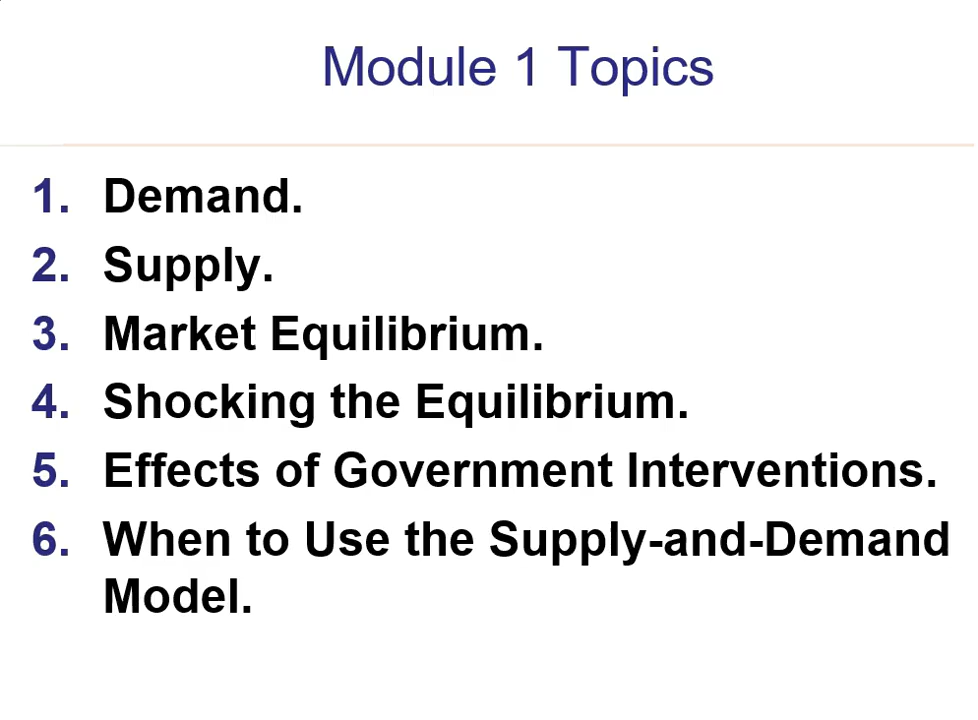 Module 1 Topics
1. Demand.
2. Supply.
3. Market Equilibrium.
4. Shocking the Equilibrium.
5. Effects of Government Interventions.
6. When to Use the Supply-and-Demand
Model.